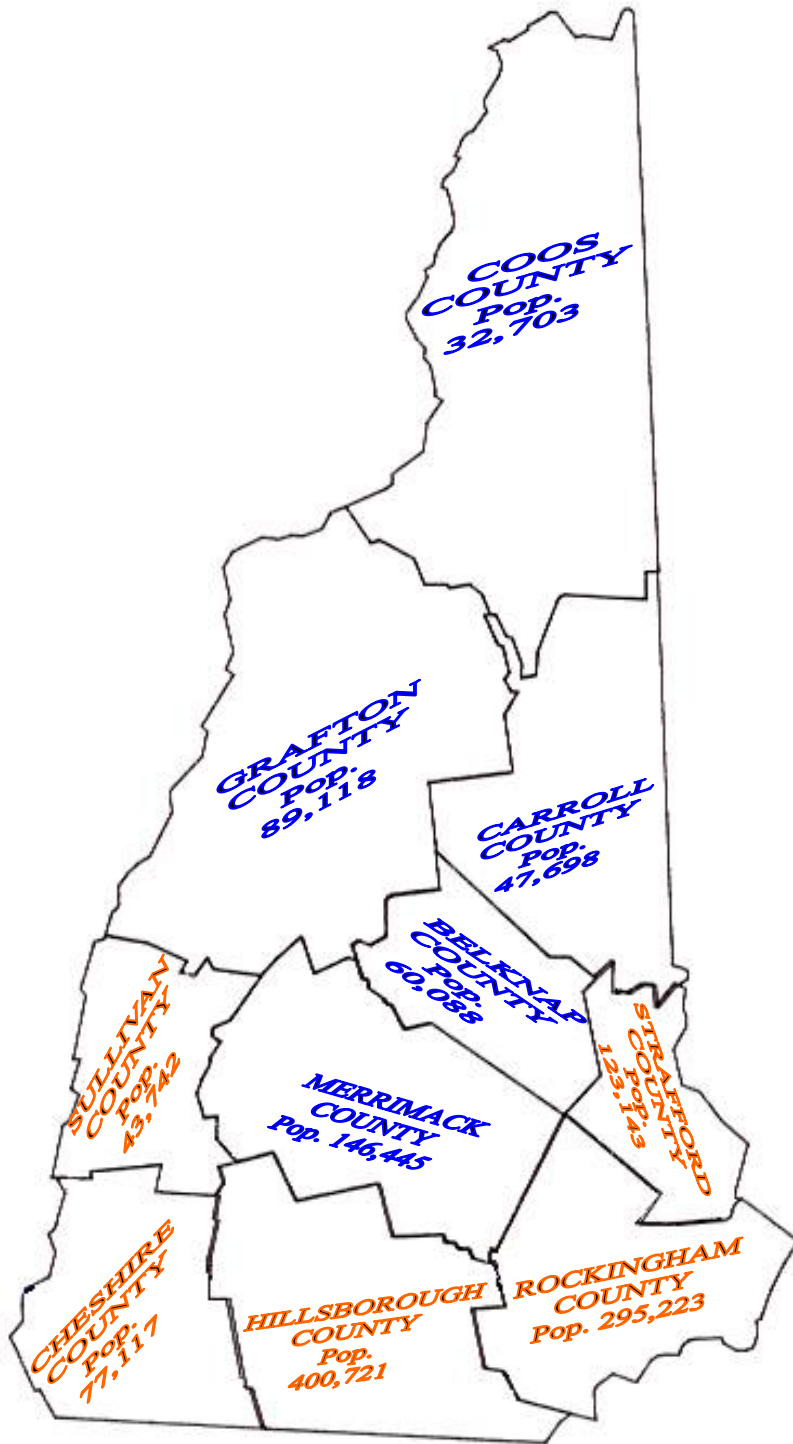 COOS
COUNTY
Pop.
32,703
GRAFTON
COUNTY
Pop.
89,118
CARROLL
COUNTY
Pop.
47,698
BELKNAP
COUNTY
Pop.
60,088
SULLIVAN
COUNTY
Pop.
43,742
STRAFFORD
COUNTY
Pop.
123,143
MERRIMACK
COUNTY
Pop. 146,445
CHESHIRE
COUNTY
Pop.
77,117
HILLSBOROUGH
COUNTY
Pop.
400,721
ROCKINGHAM
COUNTY
Pop. 295,223